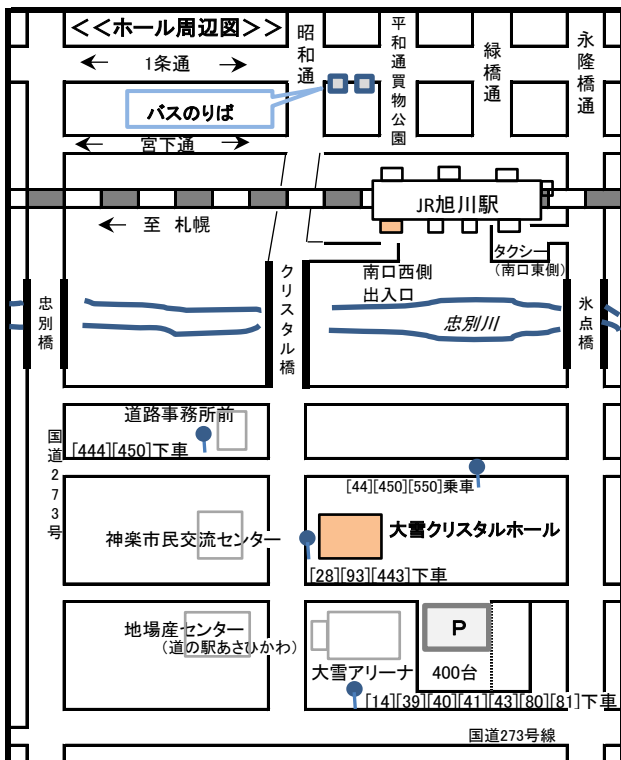 <<ホール周辺図>>
昭和通
平和通買物公園
緑橋通
永隆橋通
← 1条通 →
バスのりば
← 宮下通 →
JR旭川駅
← 至 札幌
タクシー
(南口東側)
南口西側
出入口
忠別橋
クリスタル橋
忠別川
氷点橋
道路事務所前
[444][450]下車
国道273号
[44][450][550]乗車
大雪クリスタルホール
神楽市民交流センター
[28][93][443]下車
地場産センター
(道の駅あさひかわ)
P
大雪アリーナ
400台
[14][39][40][41][43][80][81]下車
国道273号線